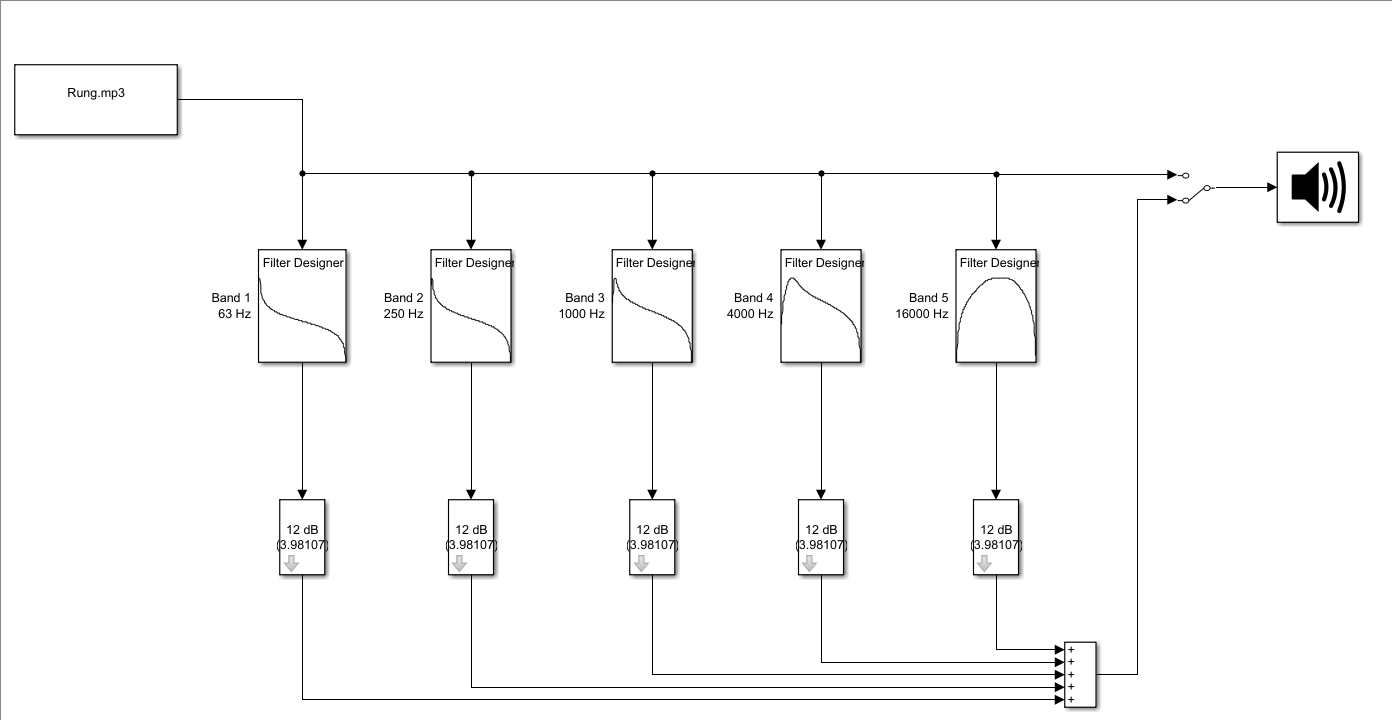 Rung.mp3
Filter Designer
Band 1
63 Hz
Filter Designer
Band 2
250 Hz
Filter Designer
Band 3
1000 Hz
Filter Designer
Band 4
4000 Hz
Filter Designer
Band 5
16000 Hz
12 dB
(3.98107)
12 dB
(3.98107)
12 dB
(3.98107)
12 dB
(3.98107)
12 dB
(3.98107)
+
+
+
+
+